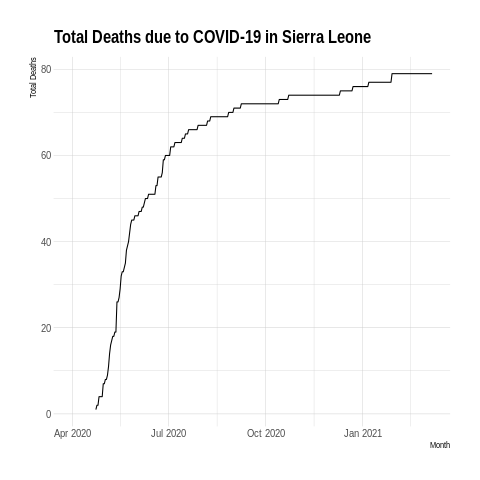 Total Deaths due to COVID-19 in Sierra Leone
Total Deaths
80
60
40
20
0
Apr 2020 Jul 2020 Oct 2020 Jan 2021
Month